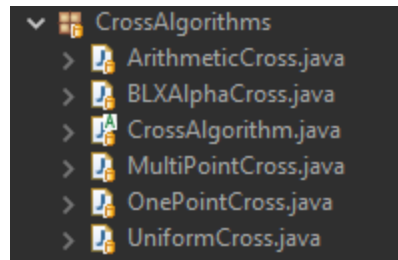 CrossAlgorithms
ArithmeticCross.java
BLXAlphaCross.java
CrossAlgorithm.java
MultiPointCross.java
OnePointCross.java
UniformCross.java